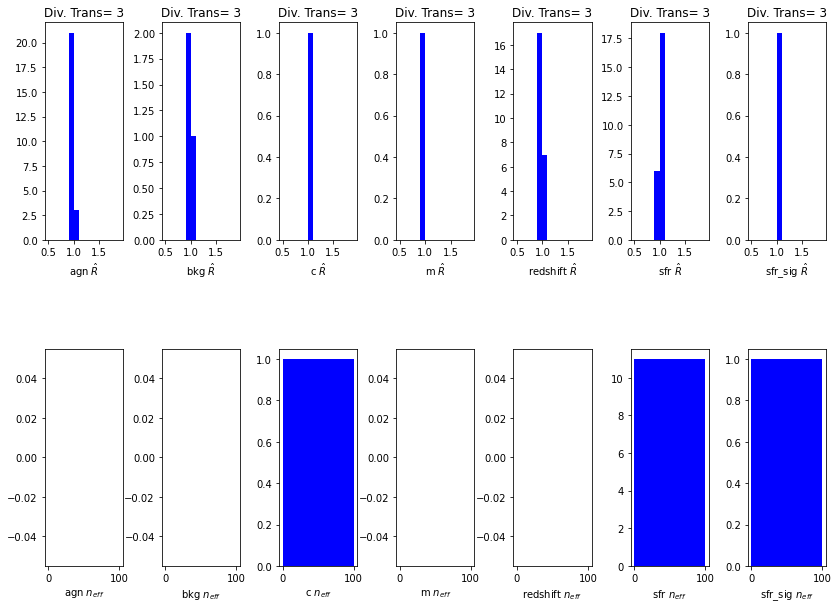 Div. Trans= 3 Div. Trans= 3 Div. Trans= 3 Div. Trans= 3 Div. Trans= 3 Div. Trans= 3 Div. Trans= 3
20.0 2.00 1.0 1.0 16 17.5 1.0
17.5 1.75 14 15.0
15.0 1.50 0.8 0.8 12 12.5 0.8
12.5 1.25 0.6 0.6 10 10.0 0.6
10.0 1.00 8
7.5 0.75 0.4 0.4 6 7.5 0.4
5.0 0.50 4 5.0
2.5 0.25 0.2 0.2 2 2.5 0.2
0.0 0.00 0.0 0.0 0 0.0 0.0
0.5 1.0 1.5 0.5 1.0 1.5 0.5 1.0 1.5 0.5 1.0 1.5 0.5 1.0 1.5 0.5 1.0 1.5 0.5 1.0 1.5
agn R̂ bkg R̂ c R̂ m R̂ redshift R̂ sfr R̂ sfr_sig R̂
0.04 0.04 1.0 0.04 0.04 10 1.0
0.02 0.02 0.8 0.02 0.02 8 0.8
0.00 0.00 0.6 0.00 0.00 6 0.6
−0.02 −0.02 0.4 −0.02 −0.02 4 0.4
−0.04 −0.04 0.2 −0.04 −0.04 2 0.2
0.0 0 0.0
0 100 0 100 0 100 0 100 0 100 0 100 0 100
agn n_eff bkg n_eff c n_eff m n_eff redshift n_eff sfr n_eff sfr_sig n_eff